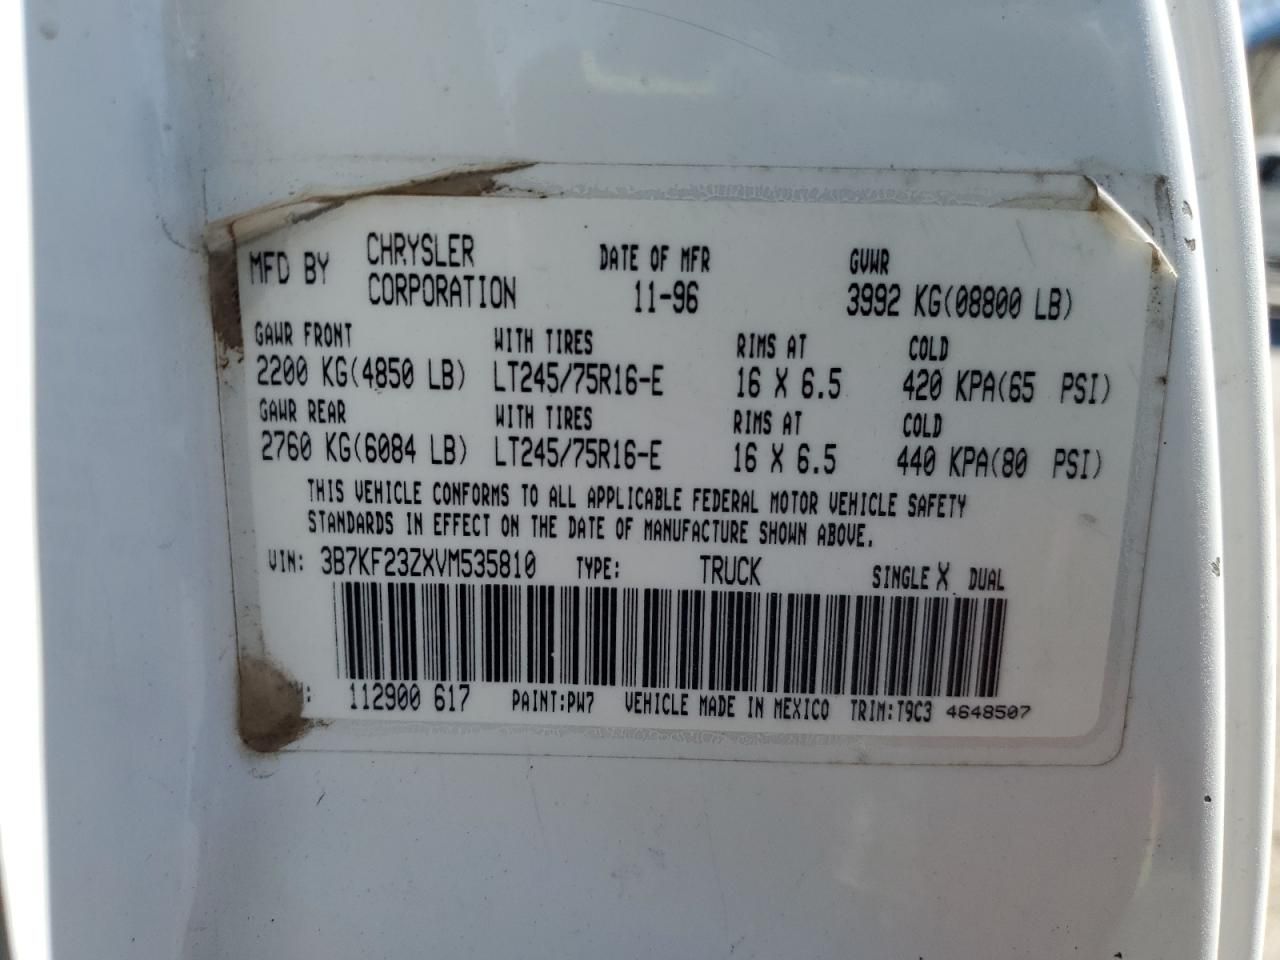 MFD BY CHRYSLER CORPORATION DATE OF MFR 11-96 GVWR 3992 KG(08800 LB)
GAWR FRONT WITH TIRES RIMS AT COLD
2200 KG(4850 LB) LT245/75R16-E 16 X 6.5 420 KPA(65 PSI)
GAWR REAR WITH TIRES RIMS AT COLD
2760 KG(6084 LB) LT245/75R16-E 16 X 6.5 440 KPA(80 PSI)
THIS VEHICLE CONFORMS TO ALL APPLICABLE FEDERAL MOTOR VEHICLE SAFETY
STANDARDS IN EFFECT ON THE DATE OF MANUFACTURE SHOWN ABOVE.
VIN: 3B7KF23ZXVM535810 TYPE: TRUCK SINGLE X DUAL
112900 617 PAINT:PW7 VEHICLE MADE IN MEXICO TRIM:T9C3 4648507